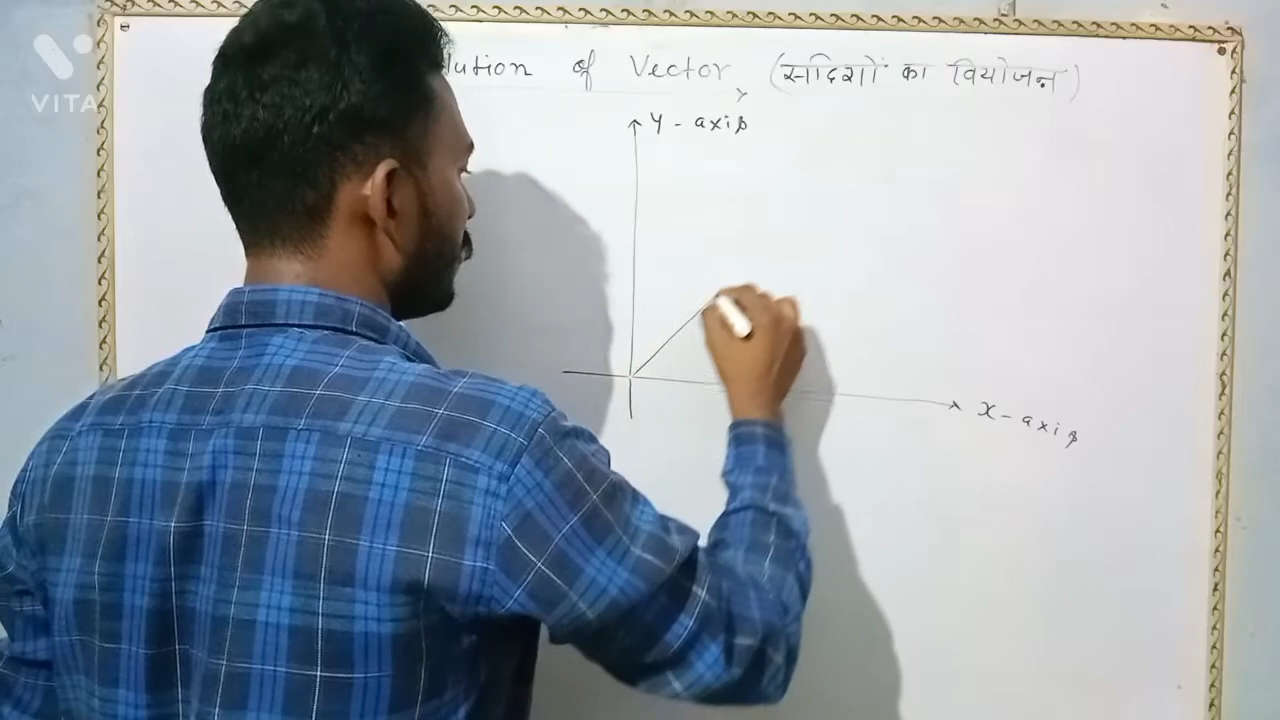 VITA
lution of Vector (सदिशों का वियोजन)
Y - axis
X - axis